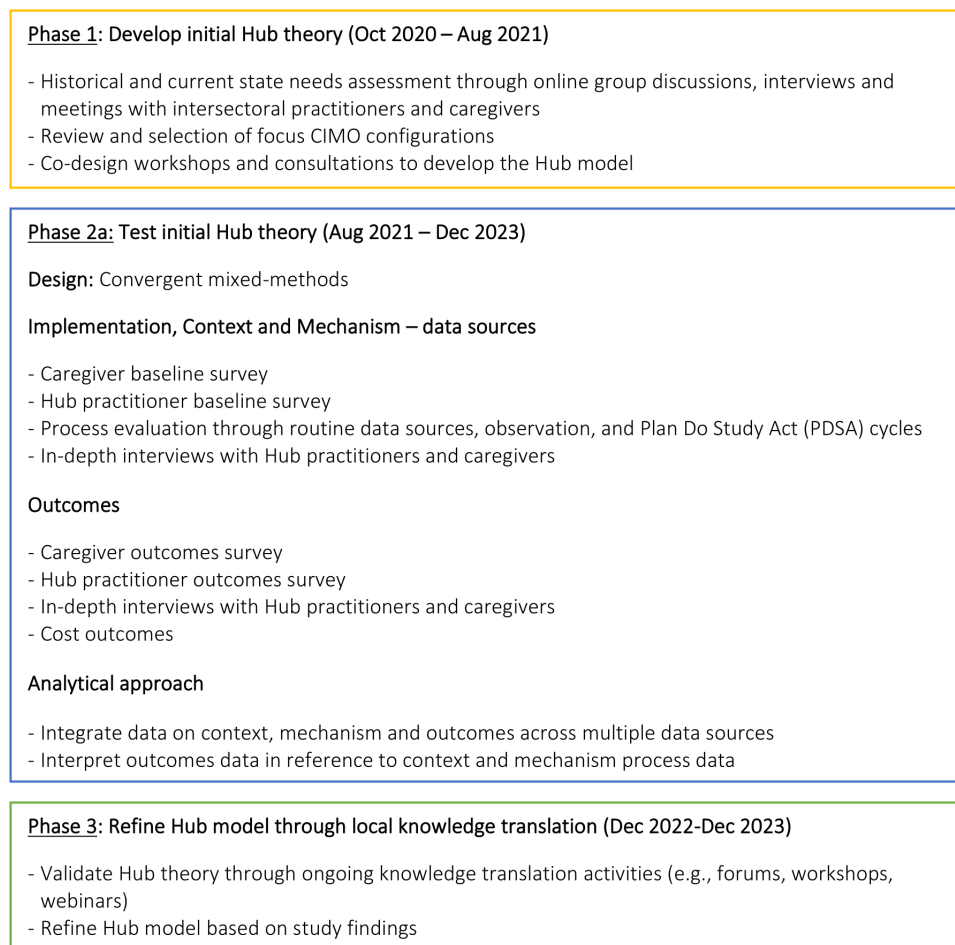 Phase 1: Develop initial Hub theory (Oct 2020 – Aug 2021)
- Historical and current state needs assessment through online group discussions, interviews and
meetings with intersectoral practitioners and caregivers
- Review and selection of focus CIMO configurations
- Co-design workshops and consultations to develop the Hub model
Phase 2a: Test initial Hub theory (Aug 2021 – Dec 2023)
Design: Convergent mixed-methods
Implementation, Context and Mechanism – data sources
- Caregiver baseline survey
- Hub practitioner baseline survey
- Process evaluation through routine data sources, observation, and Plan Do Study Act (PDSA) cycles
- In-depth interviews with Hub practitioners and caregivers
Outcomes
- Caregiver outcomes survey
- Hub practitioner outcomes survey
- In-depth interviews with Hub practitioners and caregivers
- Cost outcomes
Analytical approach
- Integrate data on context, mechanism and outcomes across multiple data sources
- Interpret outcomes data in reference to context and mechanism process data
Phase 3: Refine Hub model through local knowledge translation (Dec 2022-Dec 2023)
- Validate Hub theory through ongoing knowledge translation activities (e.g., forums, workshops,
webinars)
- Refine Hub model based on study findings